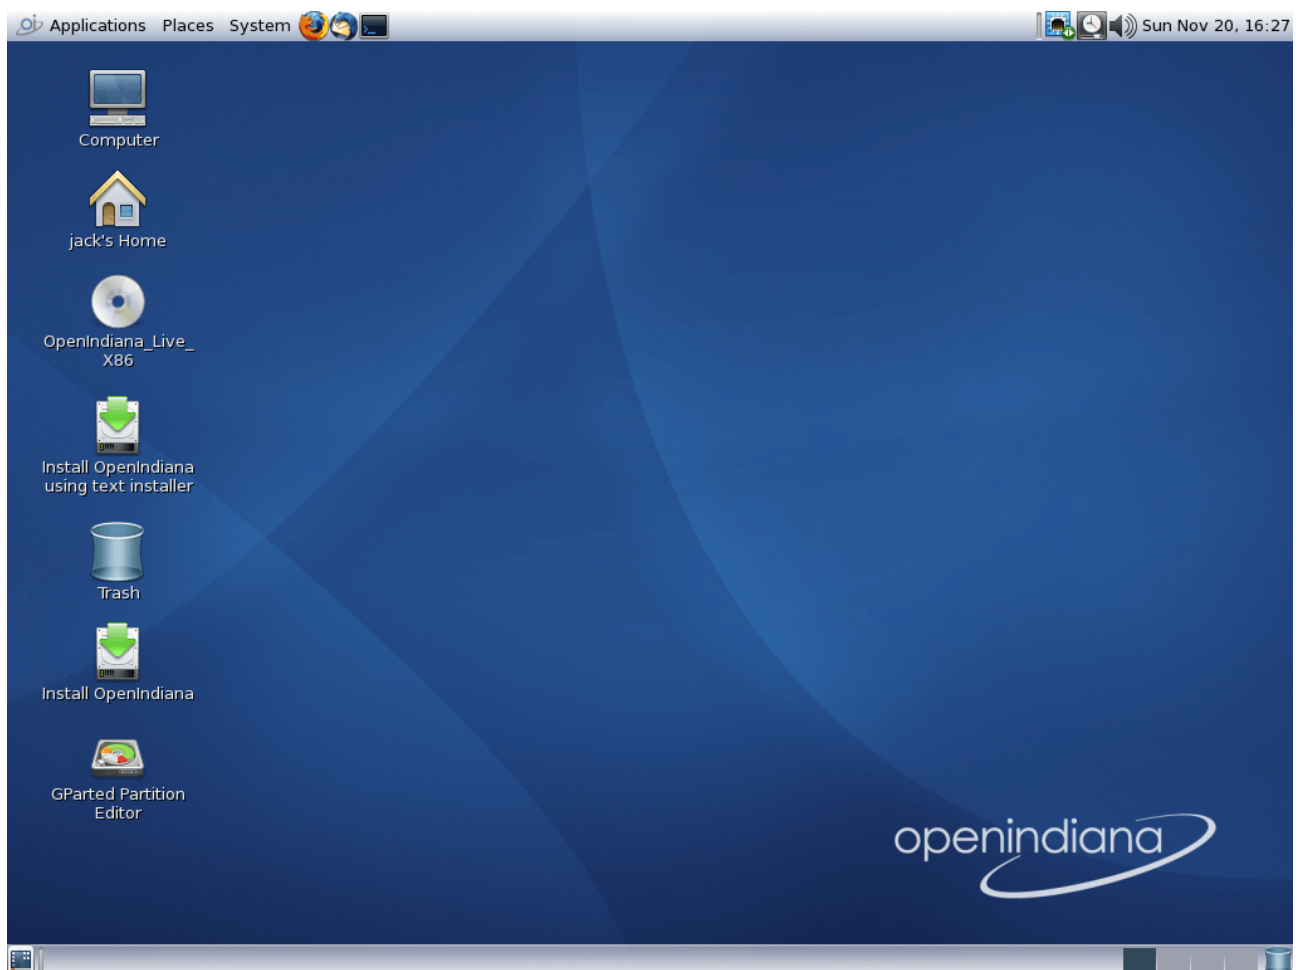 Applications Places System Sun Nov 20, 16:27
Computer
jack's Home
OpenIndiana_Live_
X86
Install OpenIndiana
using text installer
Trash
Install OpenIndiana
GParted Partition
Editor
openindiana